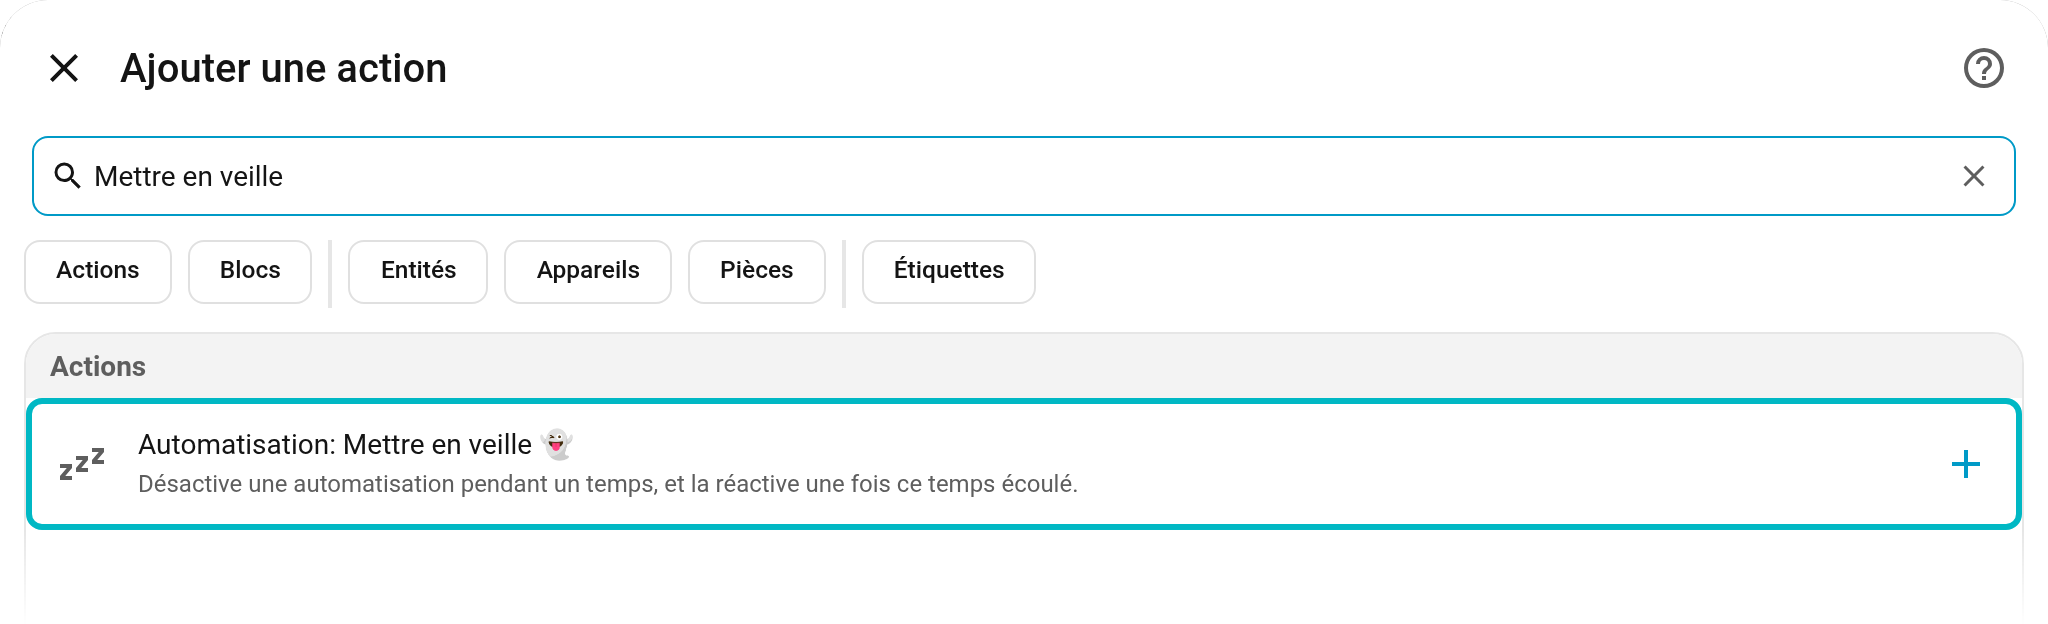 Ajouter une action
Mettre en veille
Actions
Blocs
Entités
Appareils
Pièces
Étiquettes
Actions
zzz
Automatisation: Mettre en veille 👻
Désactive une automatisation pendant un temps, et la réactive une fois ce temps écoulé.